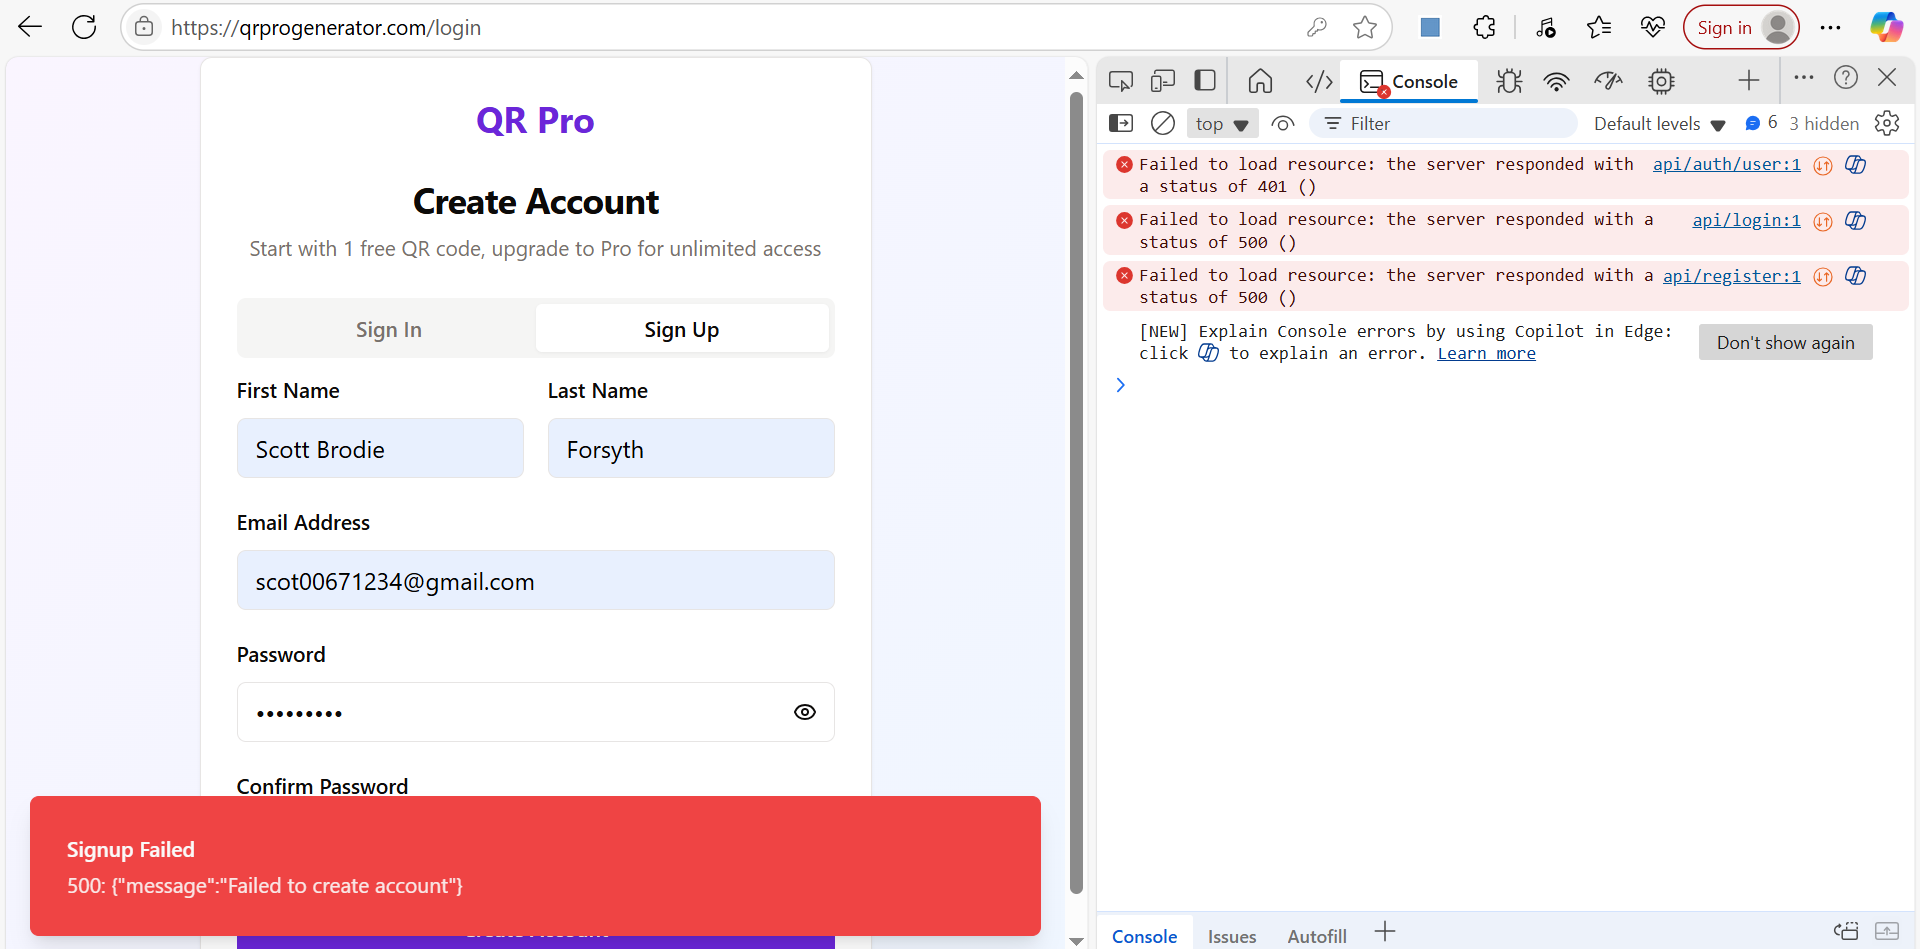 https://qrprogenerator.com/login
Sign in
QR Pro
Create Account
Start with 1 free QR code, upgrade to Pro for unlimited access
Sign In
Sign Up
First Name
Last Name
Scott Brodie
Forsyth
Email Address
scot00671234@gmail.com
Password
•••••••••
Confirm Password
Signup Failed
500: {"message":"Failed to create account"}
Console
top
Filter
Default levels
6
3 hidden
Failed to load resource: the server responded with api/auth/user:1
a status of 401 ()
Failed to load resource: the server responded with a api/login:1
status of 500 ()
Failed to load resource: the server responded with a api/register:1
status of 500 ()
[NEW] Explain Console errors by using Copilot in Edge:
click to explain an error. Learn more
Don't show again
Console
Issues
Autofill